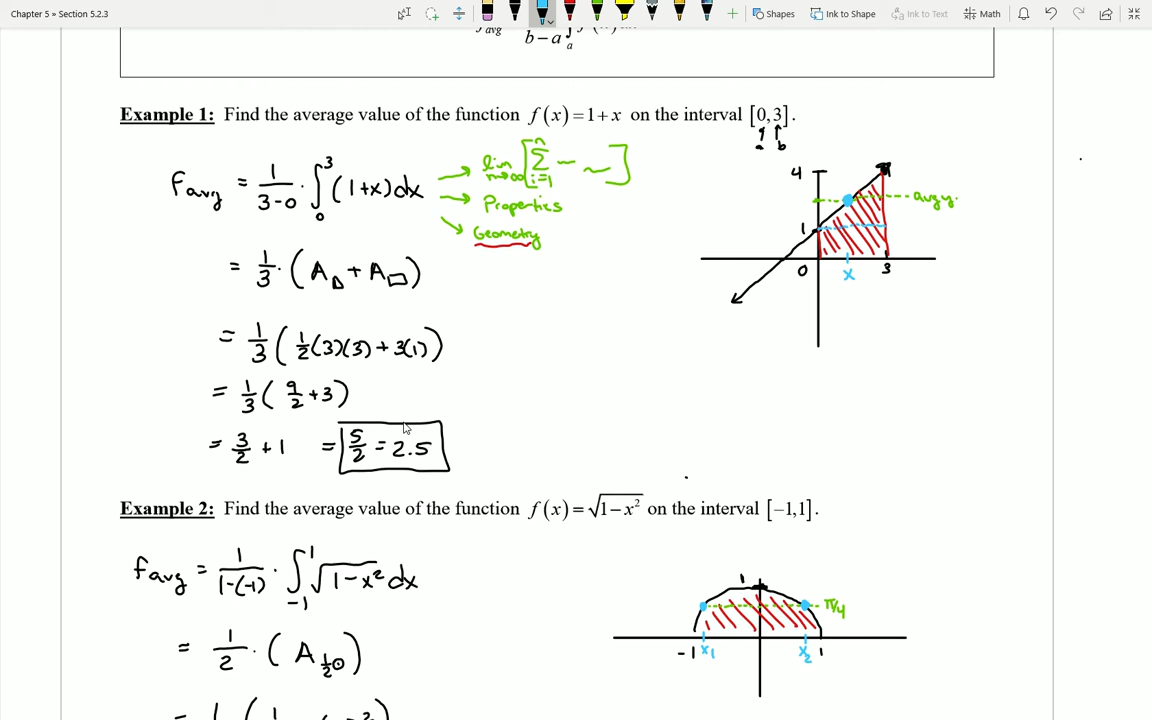 Chapter 5 » Section 5.2.3
Shapes
Ink to Shape
Ink to Text
Math
avg b − a a
Example 1: Find the average value of the function f(x) = 1 + x on the interval [0, 3].
a b
f avg = 1/(3-0) · ∫₀³ (1+x) dx
→ lim n→∞ [ Σ i=1 n ~ ~ ]
→ Properties
→ Geometry
= 1/3 · (A△ + A▭)
= 1/3 ( 1/2 (3)(3) + 3(1) )
= 1/3 ( 9/2 + 3 )
= 3/2 + 1 = 5/2 = 2.5
4
avg y.
1
0 x 3
Example 2: Find the average value of the function f(x) = √(1 − x²) on the interval [−1, 1].
f avg = 1/(1-(-1)) · ∫₋₁¹ √(1-x²) dx
= 1/2 · (A ½⊙)
1
π/4
-1 x₁ x₂ 1